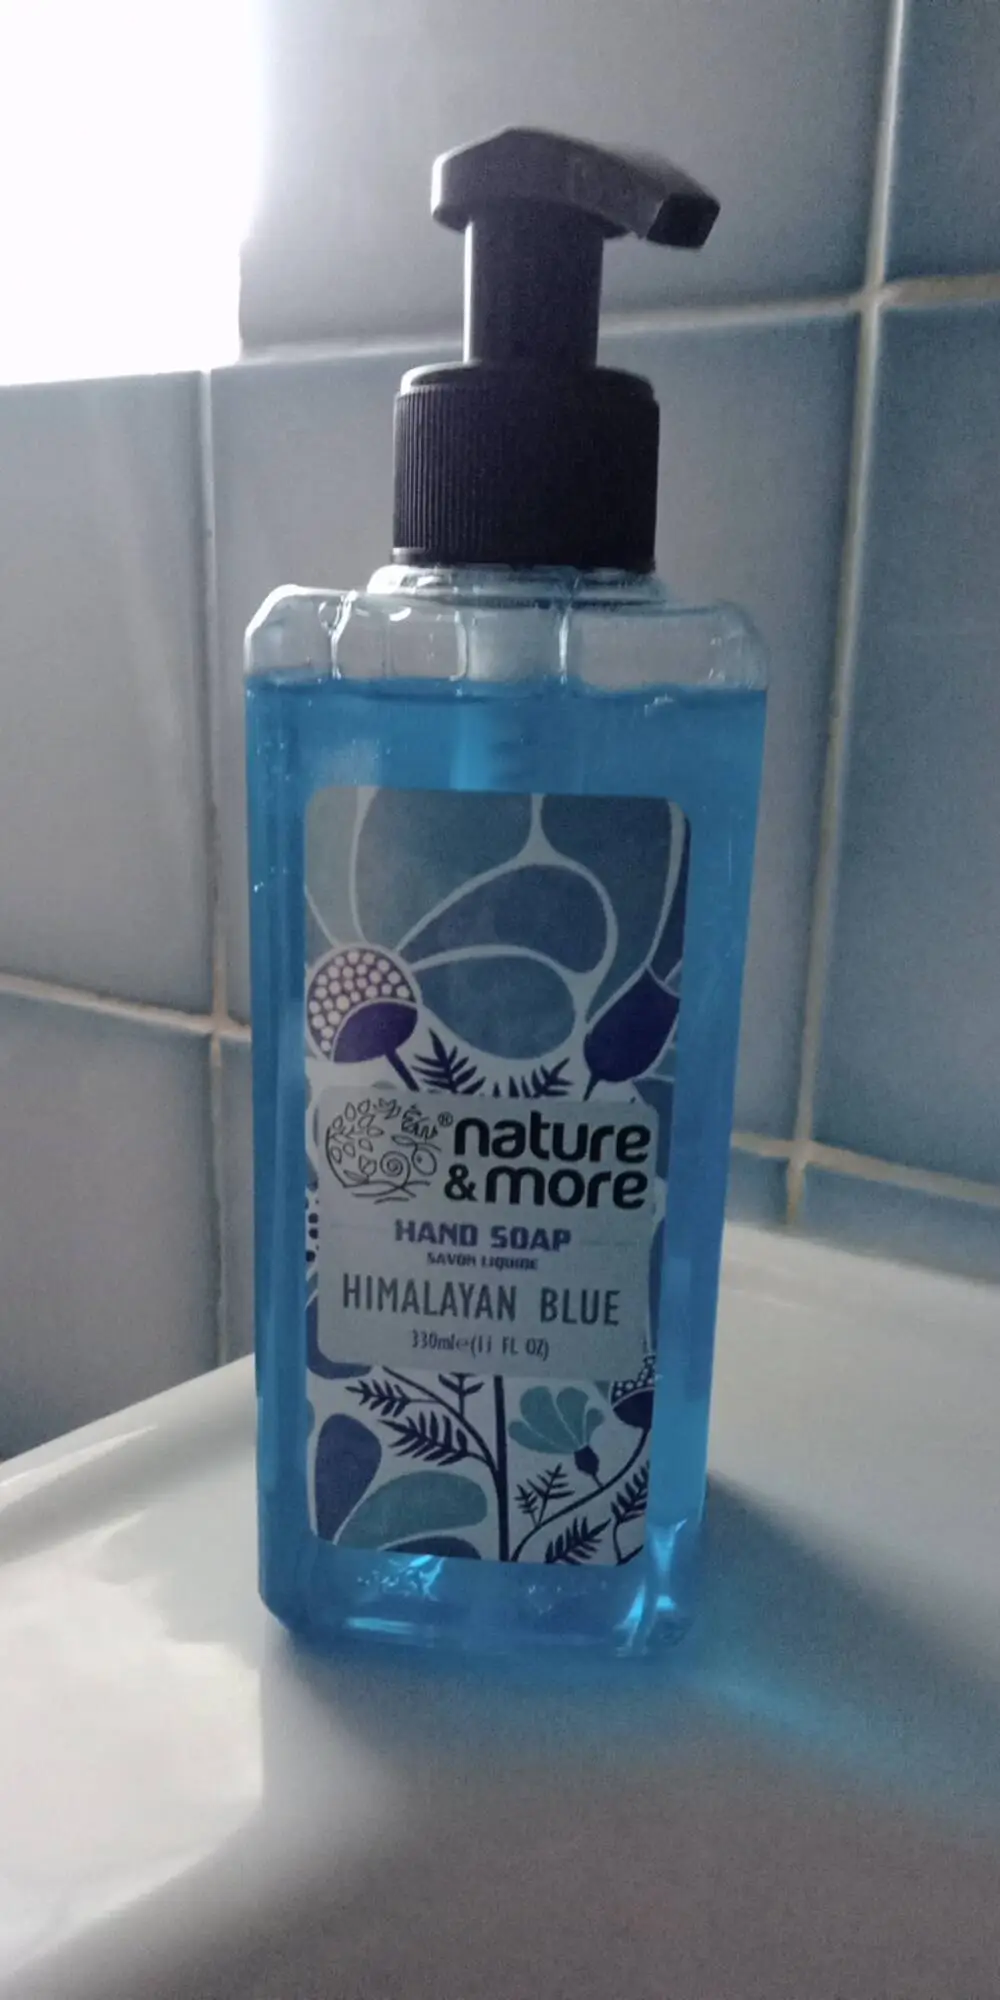 ®nature
&more
HAND SOAP
SAVON LIQUIDE
HIMALAYAN BLUE
330ml℮(11 FL OZ)